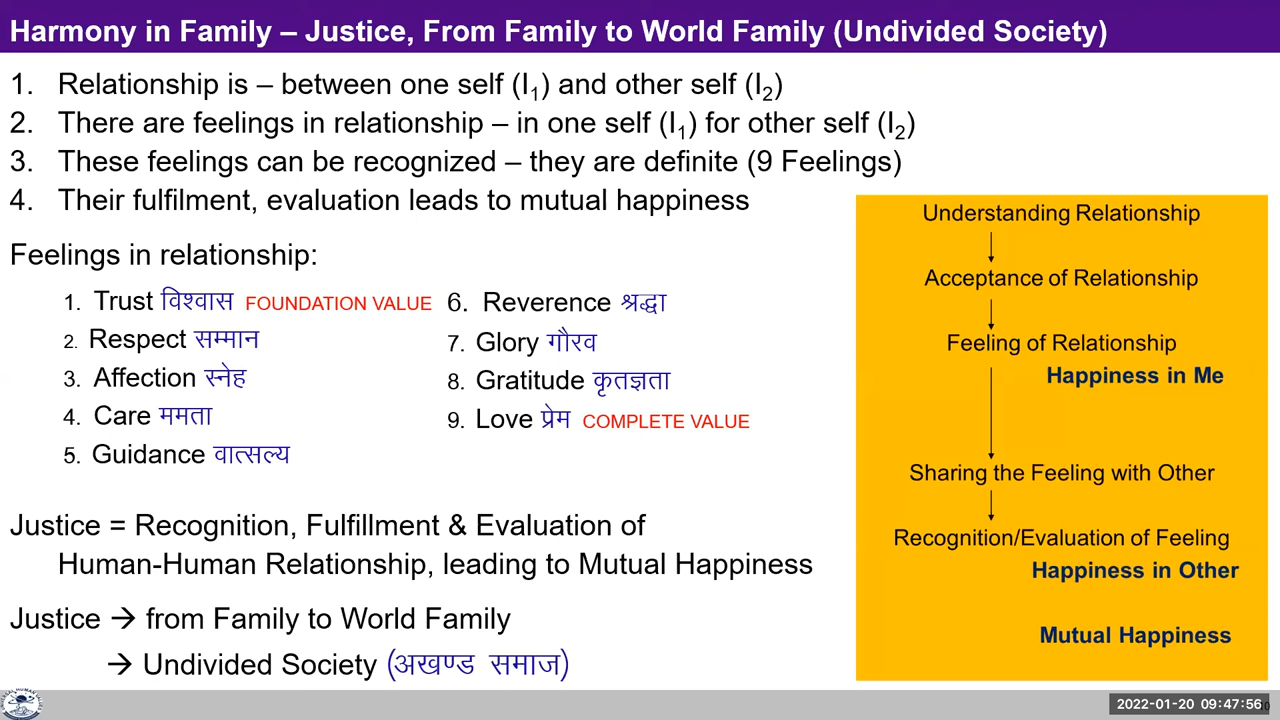 Harmony in Family – Justice, From Family to World Family (Undivided Society)
1. Relationship is – between one self (I1) and other self (I2)
2. There are feelings in relationship – in one self (I1) for other self (I2)
3. These feelings can be recognized – they are definite (9 Feelings)
4. Their fulfilment, evaluation leads to mutual happiness
Feelings in relationship:
1. Trust विश्वास FOUNDATION VALUE
2. Respect सम्मान
3. Affection स्नेह
4. Care ममता
5. Guidance वात्सल्य
6. Reverence श्रद्धा
7. Glory गौरव
8. Gratitude कृतज्ञता
9. Love प्रेम COMPLETE VALUE
Justice = Recognition, Fulfillment & Evaluation of
Human-Human Relationship, leading to Mutual Happiness
Justice → from Family to World Family
→ Undivided Society (अखण्ड समाज)
Understanding Relationship
Acceptance of Relationship
Feeling of Relationship
Happiness in Me
Sharing the Feeling with Other
Recognition/Evaluation of Feeling
Happiness in Other
Mutual Happiness
2022-01-20 09:47:56